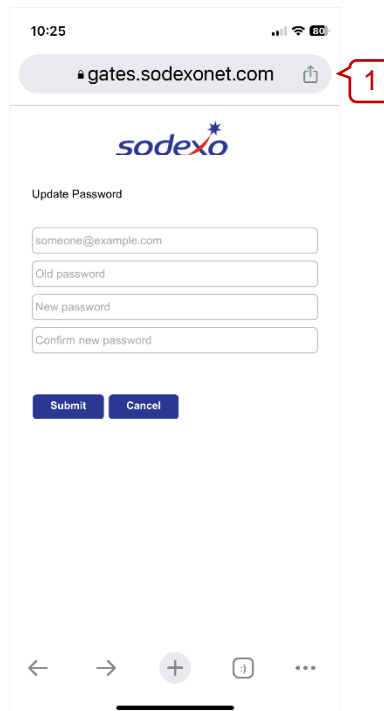 10:25
80
gates.sodexonet.com
1
sodexo
Update Password
someone@example.com
Old password
New password
Confirm new password
Submit Cancel
:)